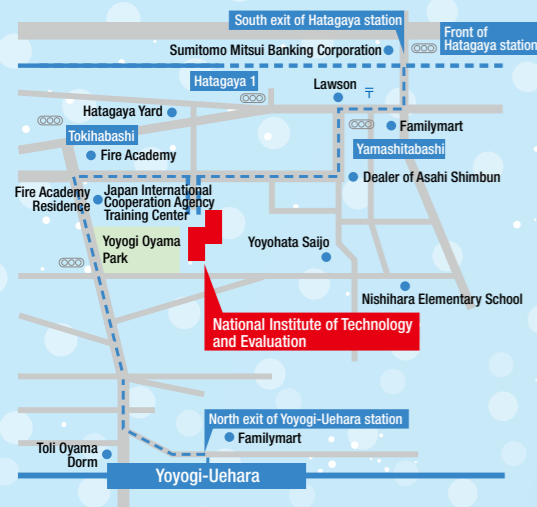 South exit of Hatagaya station
Front of
Hatagaya station
Sumitomo Mitsui Banking Corporation
Hatagaya 1
Lawson
〒
Hatagaya Yard
Familymart
Tokihabashi
Yamashitabashi
Fire Academy
Dealer of Asahi Shimbun
Fire Academy
Residence
Japan International
Cooperation Agency
Training Center
Yoyogi Oyama
Park
Yoyohata Saijo
Nishihara Elementary School
National Institute of Technology
and Evaluation
North exit of Yoyogi-Uehara station
Familymart
Toli Oyama
Dorm
Yoyogi-Uehara